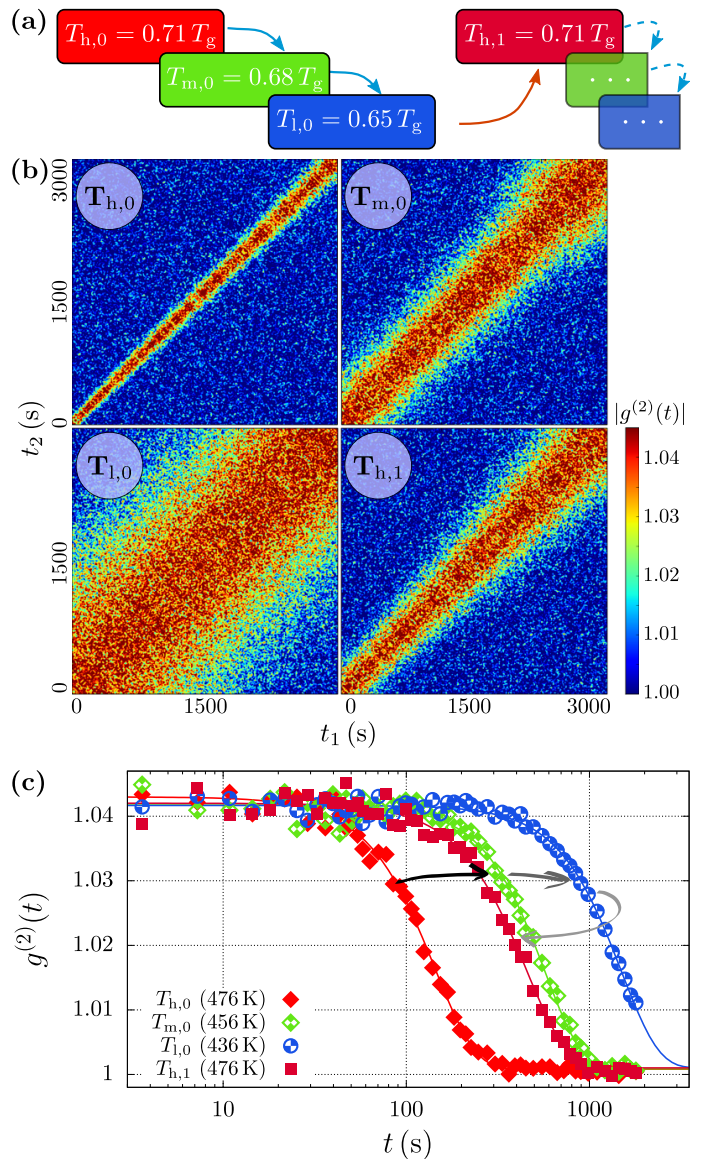 (a)
T_h,0 = 0.71 T_g
T_m,0 = 0.68 T_g
T_l,0 = 0.65 T_g
T_h,1 = 0.71 T_g
· · ·
· · ·
(b)
T_h,0
T_m,0
T_l,0
T_h,1
3000
1500
0
1500
0
t_2 (s)
0 1500 0 1500 3000
t_1 (s)
|g^(2)(t)|
1.04
1.03
1.02
1.01
1.00
(c)
1.04
1.03
1.02
1.01
1
g^(2)(t)
T_h,0 (476 K)
T_m,0 (456 K)
T_l,0 (436 K)
T_h,1 (476 K)
10 100 1000
t (s)